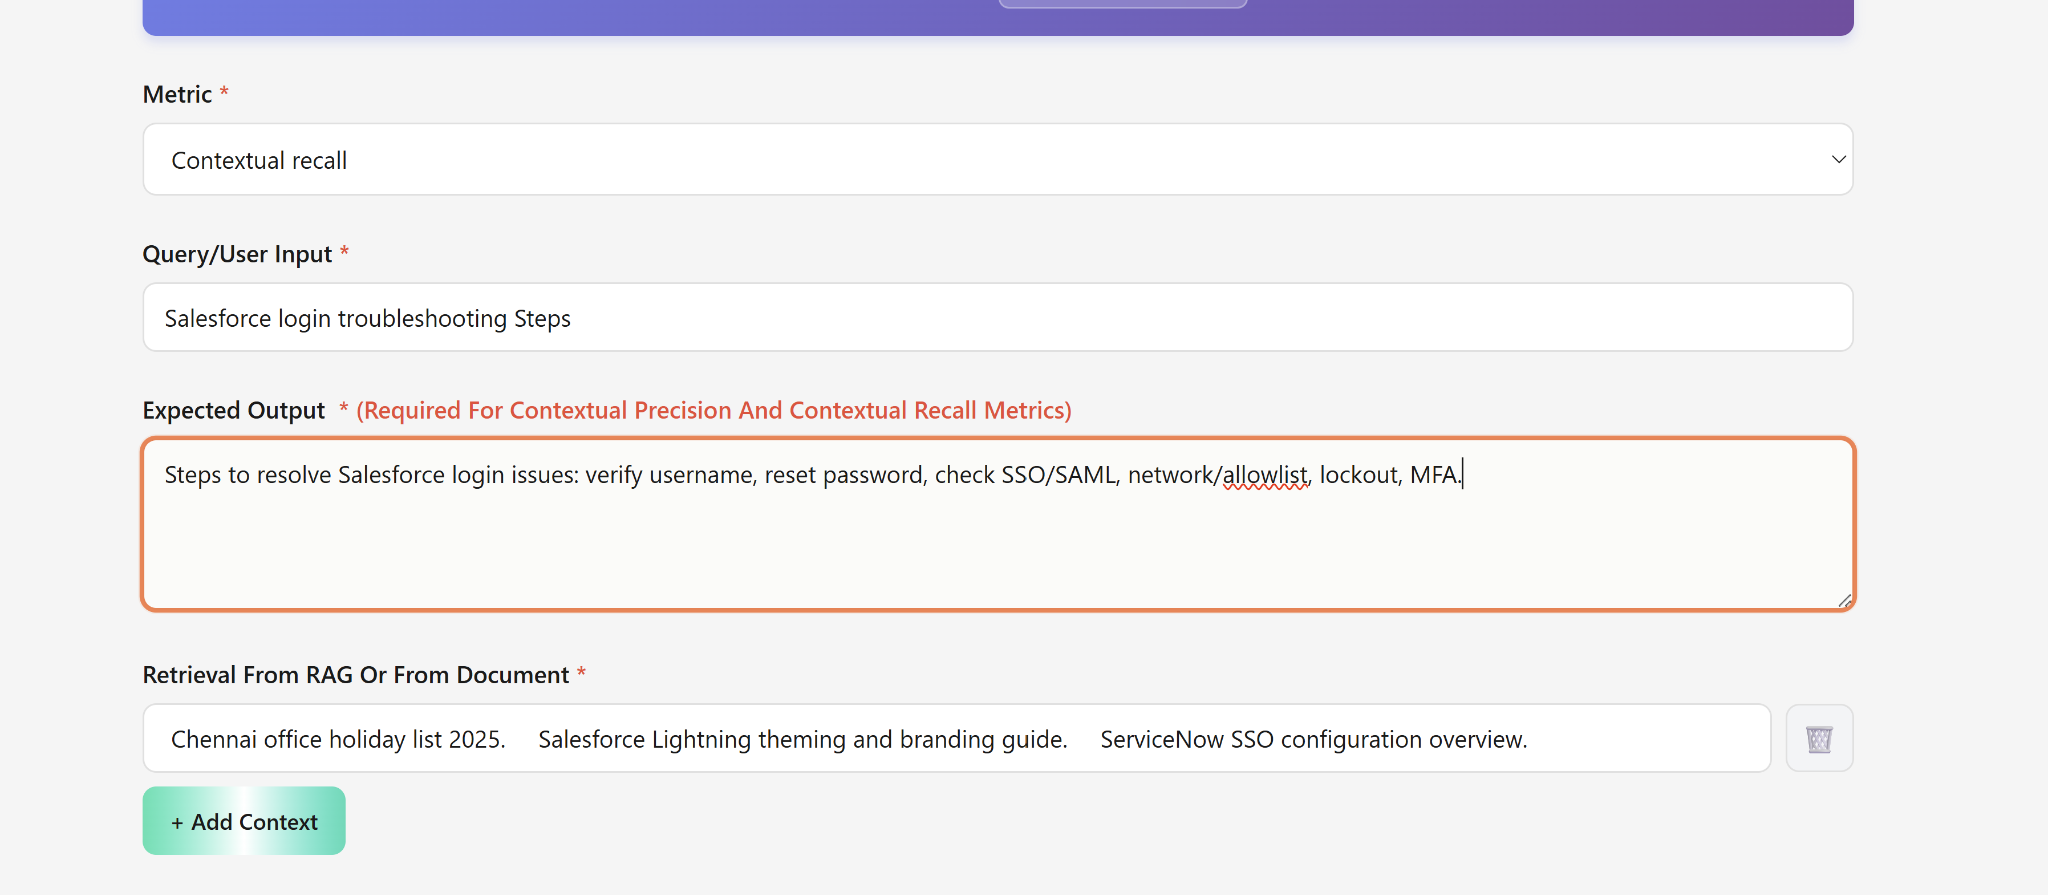 Metric *
Contextual recall
Query/User Input *
Salesforce login troubleshooting Steps
Expected Output * (Required For Contextual Precision And Contextual Recall Metrics)
Steps to resolve Salesforce login issues: verify username, reset password, check SSO/SAML, network/allowlist, lockout, MFA.
Retrieval From RAG Or From Document *
Chennai office holiday list 2025. Salesforce Lightning theming and branding guide. ServiceNow SSO configuration overview.
+ Add Context